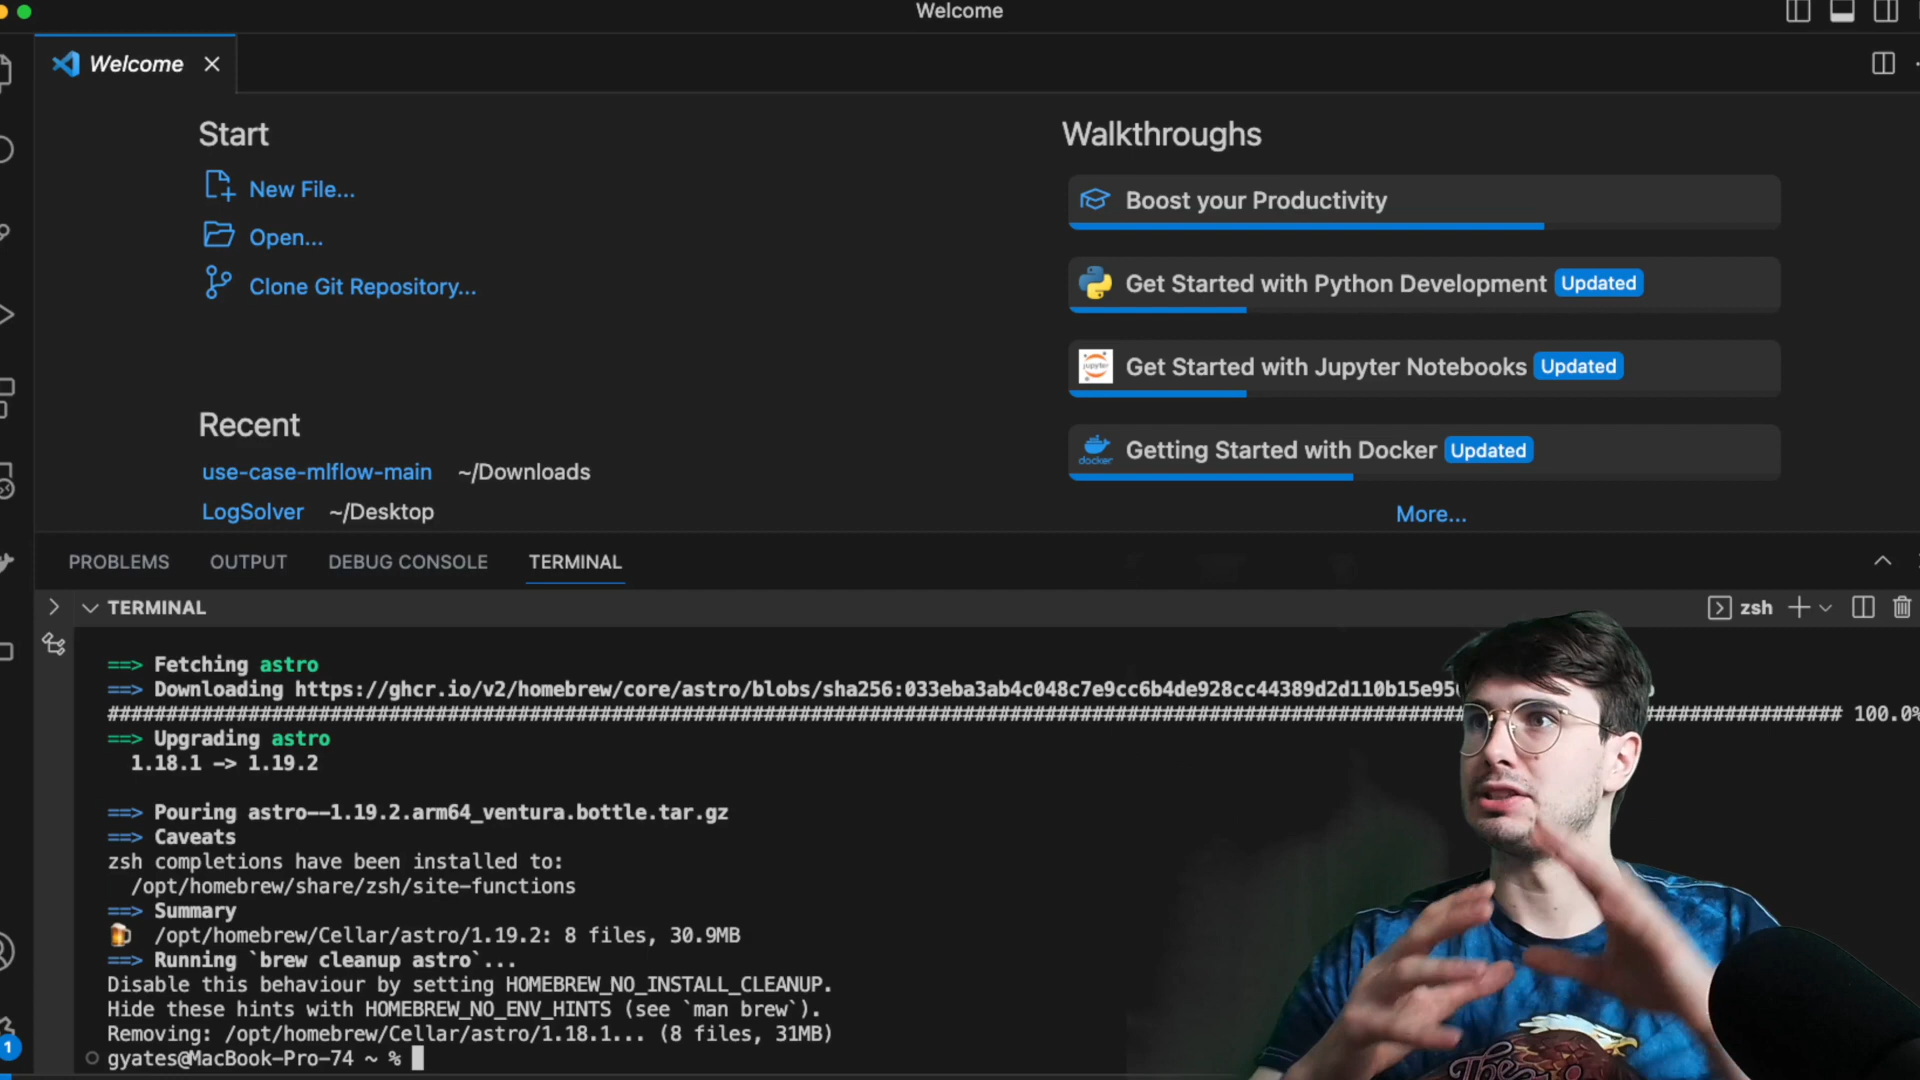 Welcome
Welcome
Start
New File...
Open...
Clone Git Repository...
Recent
use-case-mlflow-main ~/Downloads
LogSolver ~/Desktop
Walkthroughs
Boost your Productivity
Get Started with Python Development Updated
jupyter
Get Started with Jupyter Notebooks Updated
docker
Getting Started with Docker Updated
More...
PROBLEMS OUTPUT DEBUG CONSOLE TERMINAL
TERMINAL
zsh
==> Fetching astro
==> Downloading https://ghcr.io/v2/homebrew/core/astro/blobs/sha256:033eba3ab4c048c7e9cc6b4de928cc44389d2d110b15e95
100.0%
==> Upgrading astro
1.18.1 -> 1.19.2
==> Pouring astro--1.19.2.arm64_ventura.bottle.tar.gz
==> Caveats
zsh completions have been installed to:
/opt/homebrew/share/zsh/site-functions
==> Summary
🍺 /opt/homebrew/Cellar/astro/1.19.2: 8 files, 30.9MB
==> Running `brew cleanup astro`...
Disable this behaviour by setting HOMEBREW_NO_INSTALL_CLEANUP.
Hide these hints with HOMEBREW_NO_ENV_HINTS (see `man brew`).
Removing: /opt/homebrew/Cellar/astro/1.18.1... (8 files, 31MB)
gyates@MacBook-Pro-74 ~ %
1
The